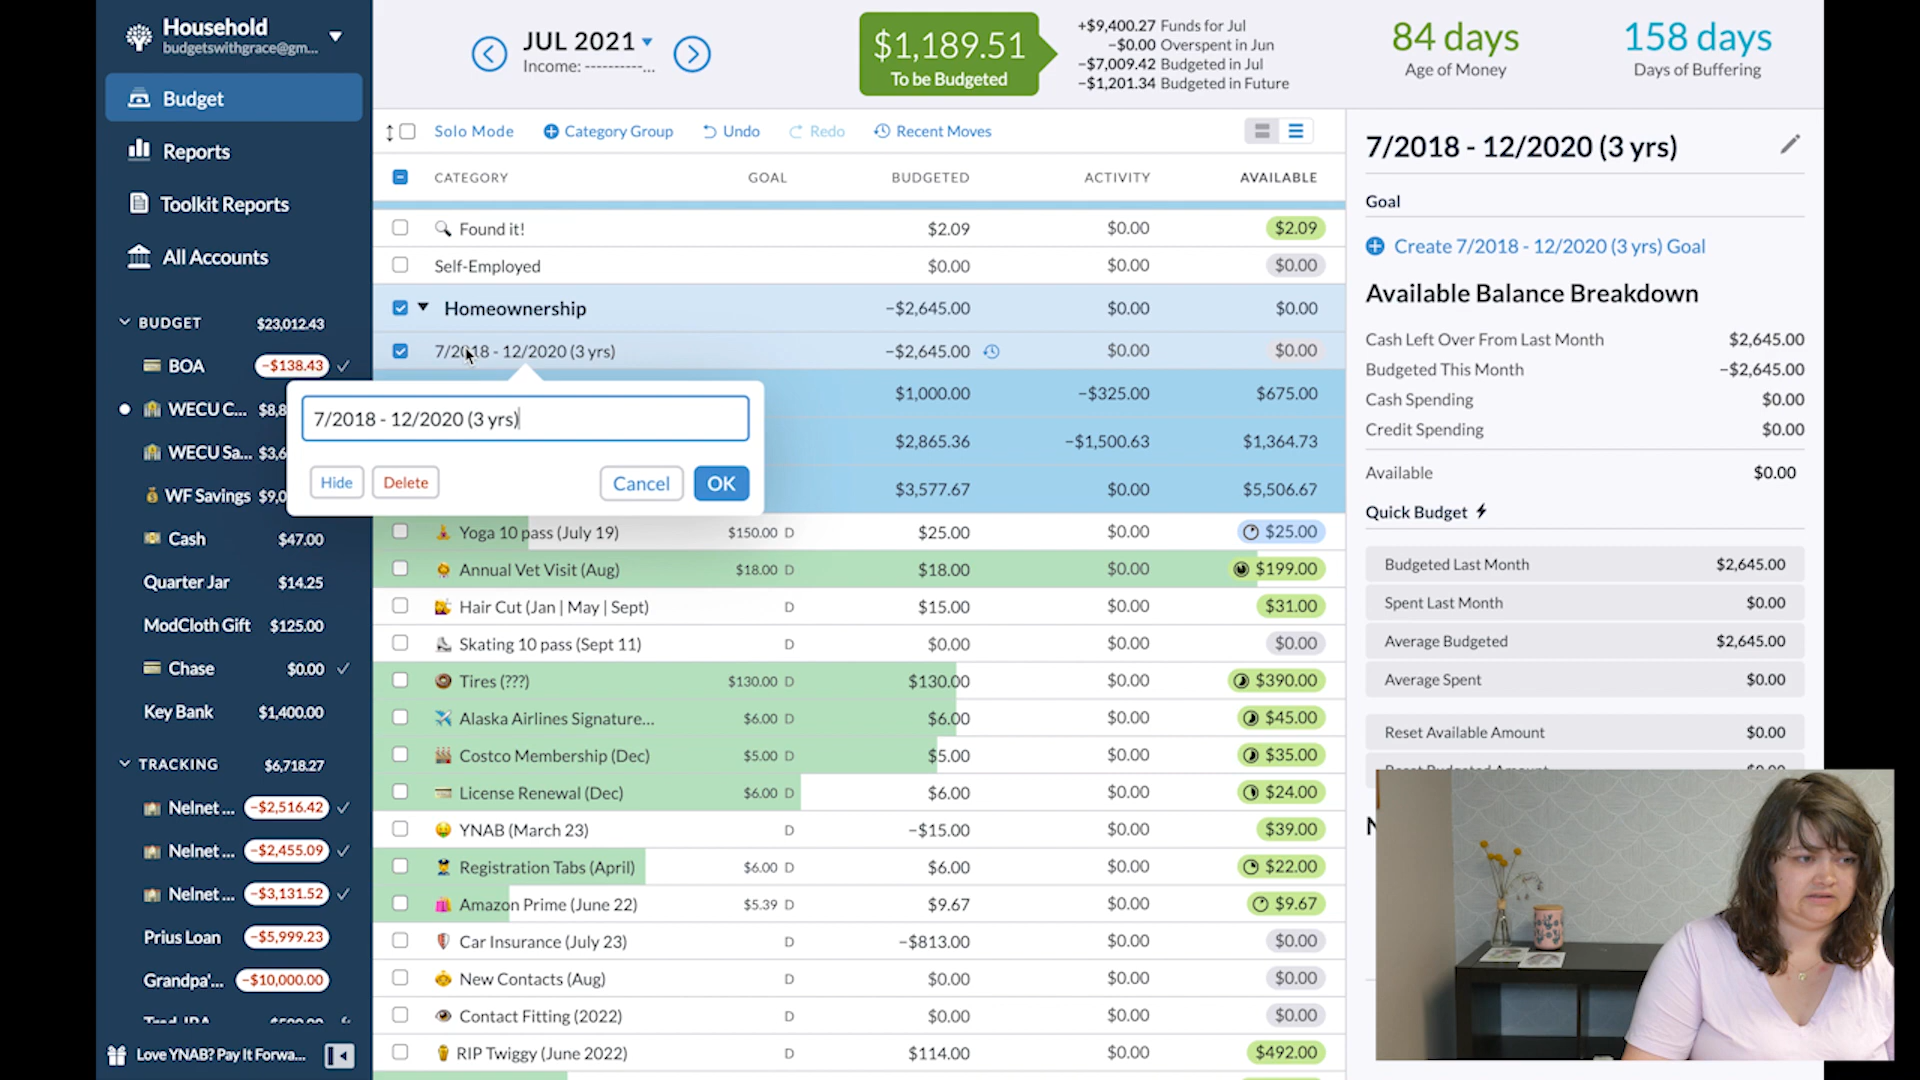 Household
budgetswithgrace@gm...
Budget
Reports
Toolkit Reports
All Accounts
BUDGET $23,012.43
BOA −$138.43
WECU C... $8,8
WECU Sa... $3,6
WF Savings $9,0
Cash $47.00
Quarter Jar $14.25
ModCloth Gift $125.00
Chase $0.00
Key Bank $1,400.00
TRACKING $6,718.27
Nelnet ... −$2,516.42
Nelnet ... −$2,455.09
Nelnet ... −$3,131.52
Prius Loan −$5,999.23
Grandpa'... −$10,000.00
Love YNAB? Pay It Forwa...
JUL 2021
Income: ----------...
$1,189.51
To be Budgeted
+$9,400.27 Funds for Jul
−$0.00 Overspent in Jun
−$7,009.42 Budgeted in Jul
−$1,201.34 Budgeted in Future
84 days
Age of Money
158 days
Days of Buffering
Solo Mode Category Group Undo Redo Recent Moves
CATEGORY GOAL BUDGETED ACTIVITY AVAILABLE
Found it! $2.09 $0.00 $2.09
Self-Employed $0.00 $0.00 $0.00
Homeownership −$2,645.00 $0.00 $0.00
7/2018 - 12/2020 (3 yrs) −$2,645.00 $0.00 $0.00
$1,000.00 −$325.00 $675.00
$2,865.36 −$1,500.63 $1,364.73
$3,577.67 $0.00 $5,506.67
7/2018 - 12/2020 (3 yrs)
Hide Delete Cancel OK
Yoga 10 pass (July 19) $150.00 D $25.00 $0.00 $25.00
Annual Vet Visit (Aug) $18.00 D $18.00 $0.00 $199.00
Hair Cut (Jan | May | Sept) D $15.00 $0.00 $31.00
Skating 10 pass (Sept 11) D $0.00 $0.00 $0.00
Tires (???) $130.00 D $130.00 $0.00 $390.00
Alaska Airlines Signature... $6.00 D $6.00 $0.00 $45.00
Costco Membership (Dec) $5.00 D $5.00 $0.00 $35.00
License Renewal (Dec) $6.00 D $6.00 $0.00 $24.00
YNAB (March 23) D −$15.00 $0.00 $39.00
Registration Tabs (April) $6.00 D $6.00 $0.00 $22.00
Amazon Prime (June 22) $5.39 D $9.67 $0.00 $9.67
Car Insurance (July 23) D −$813.00 $0.00 $0.00
New Contacts (Aug) D $0.00 $0.00 $0.00
Contact Fitting (2022) D $0.00 $0.00 $0.00
RIP Twiggy (June 2022) D $114.00 $0.00 $492.00
7/2018 - 12/2020 (3 yrs)
Goal
Create 7/2018 - 12/2020 (3 yrs) Goal
Available Balance Breakdown
Cash Left Over From Last Month $2,645.00
Budgeted This Month −$2,645.00
Cash Spending $0.00
Credit Spending $0.00
Available $0.00
Quick Budget
Budgeted Last Month $2,645.00
Spent Last Month $0.00
Average Budgeted $2,645.00
Average Spent $0.00
Reset Available Amount $0.00